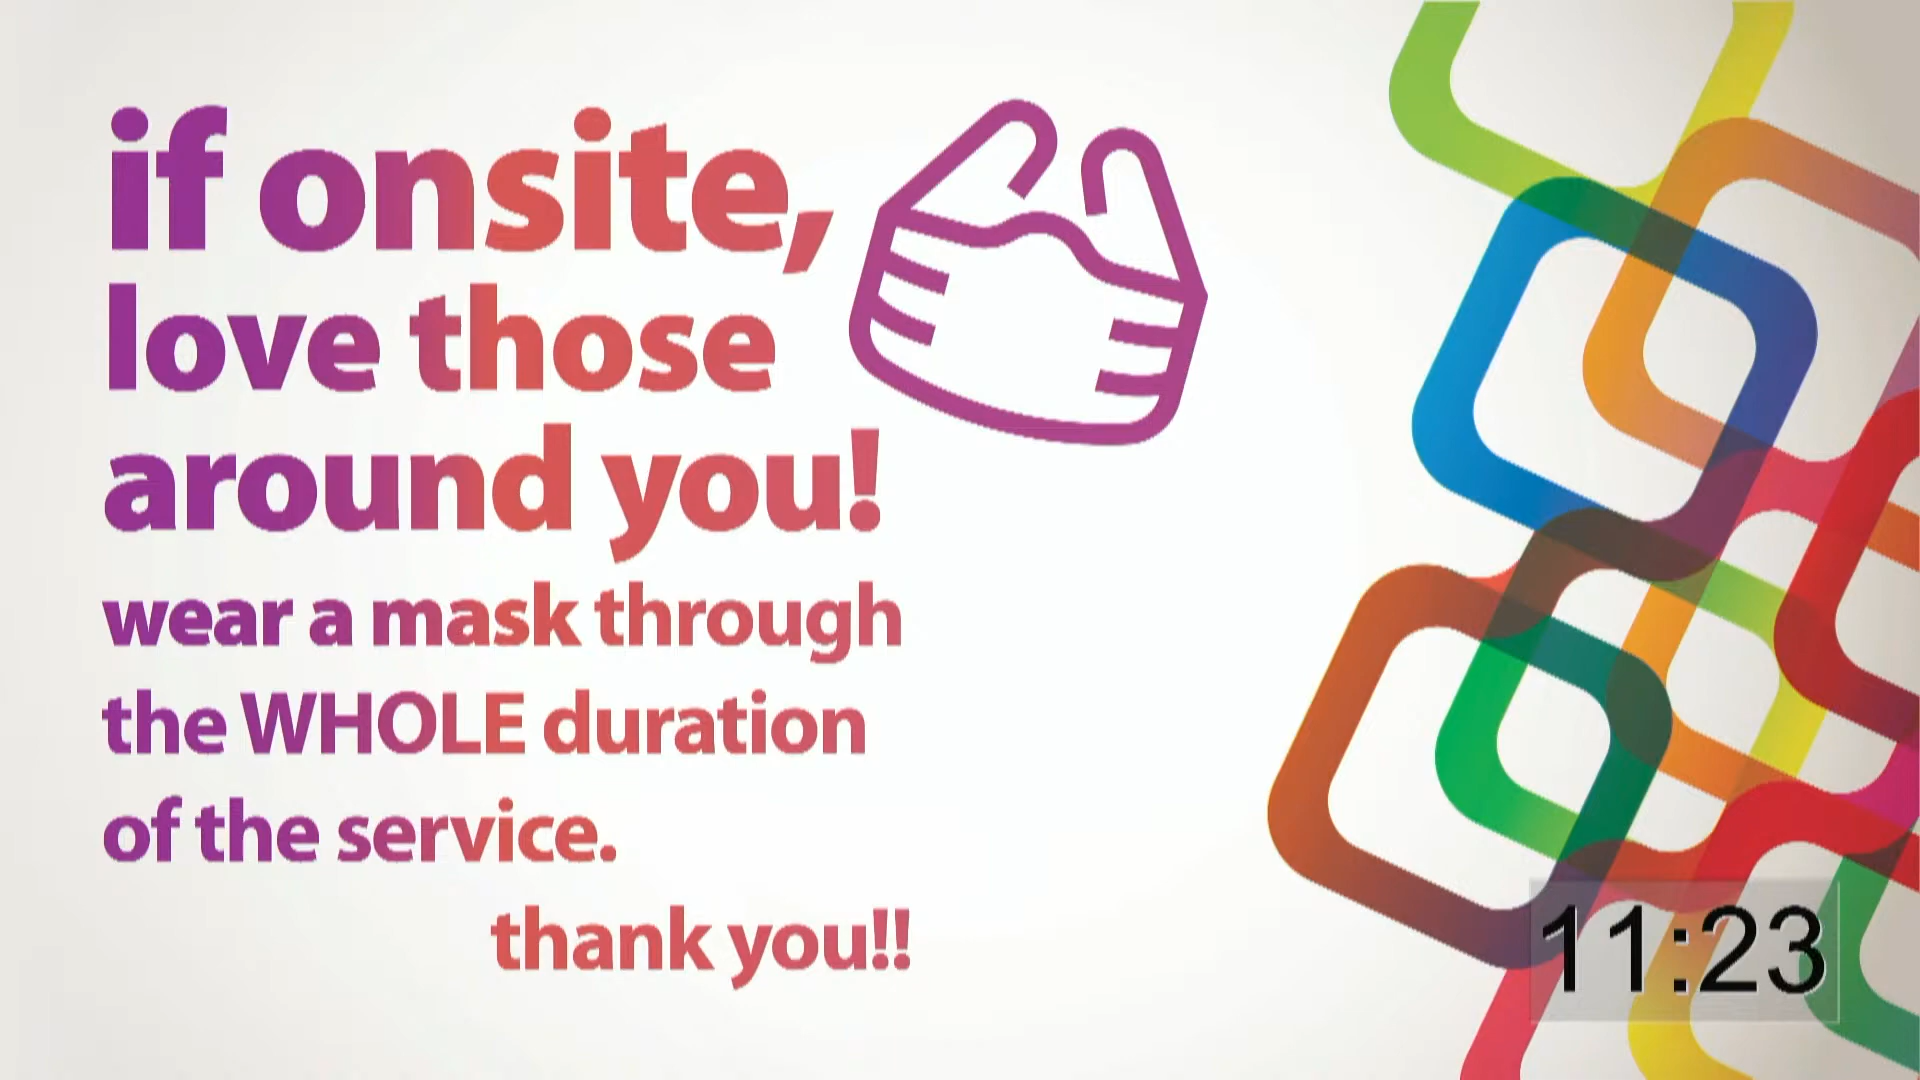 if onsite,
love those
around you!
wear a mask through
the WHOLE duration
of the service.
thank you!!
11:23